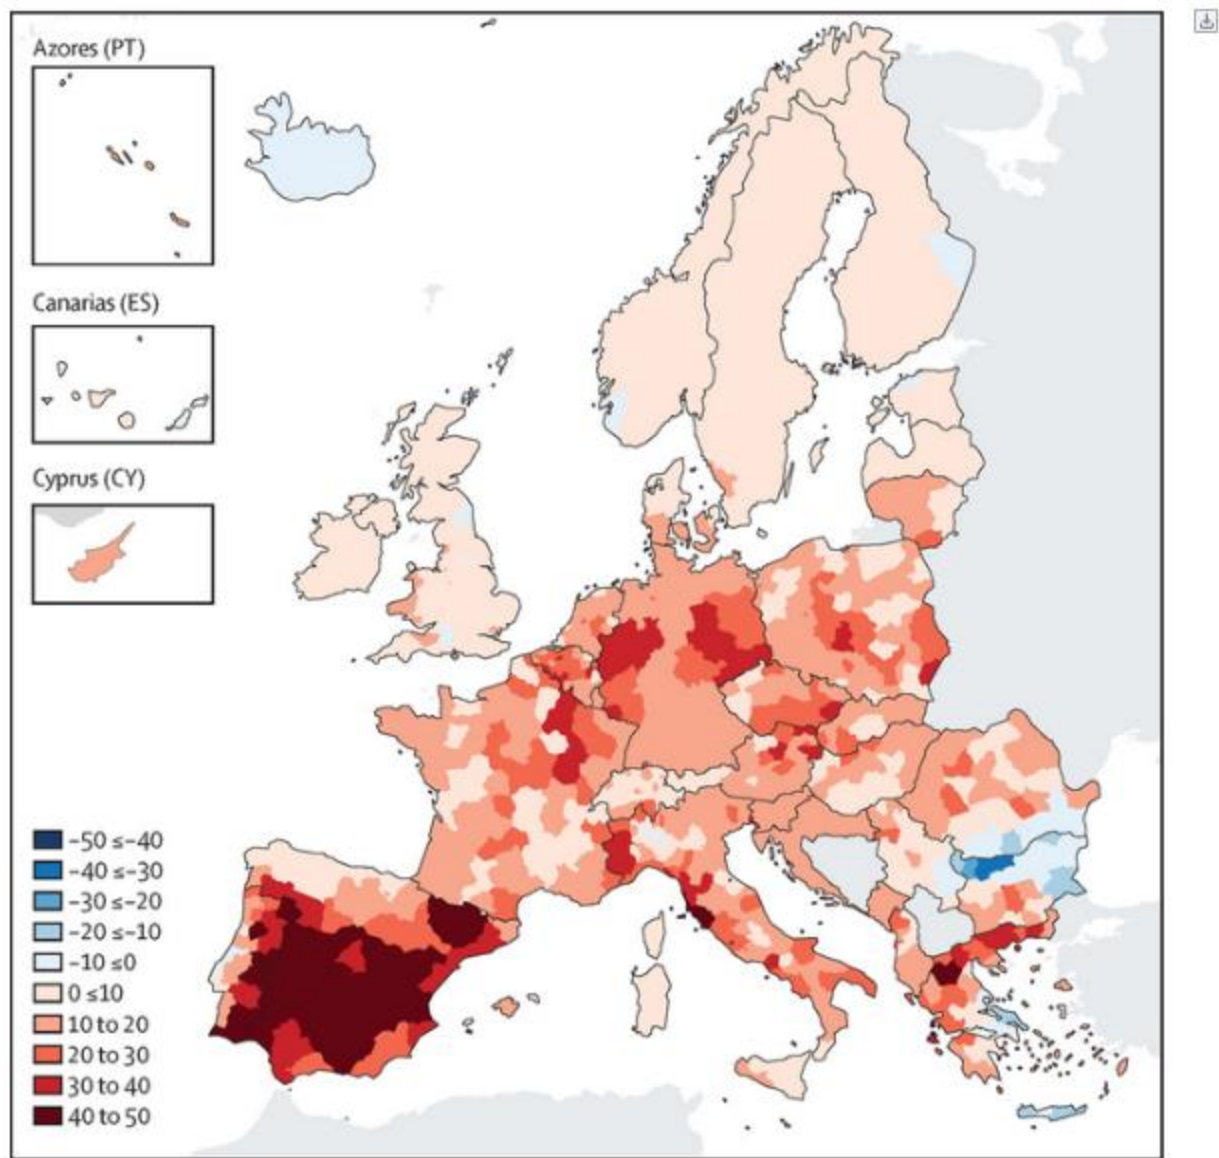 Azores (PT)
Canarias (ES)
Cyprus (CY)
−50 ≤−40
−40 ≤−30
−30 ≤−20
−20 ≤−10
−10 ≤0
0 ≤10
10 to 20
20 to 30
30 to 40
40 to 50